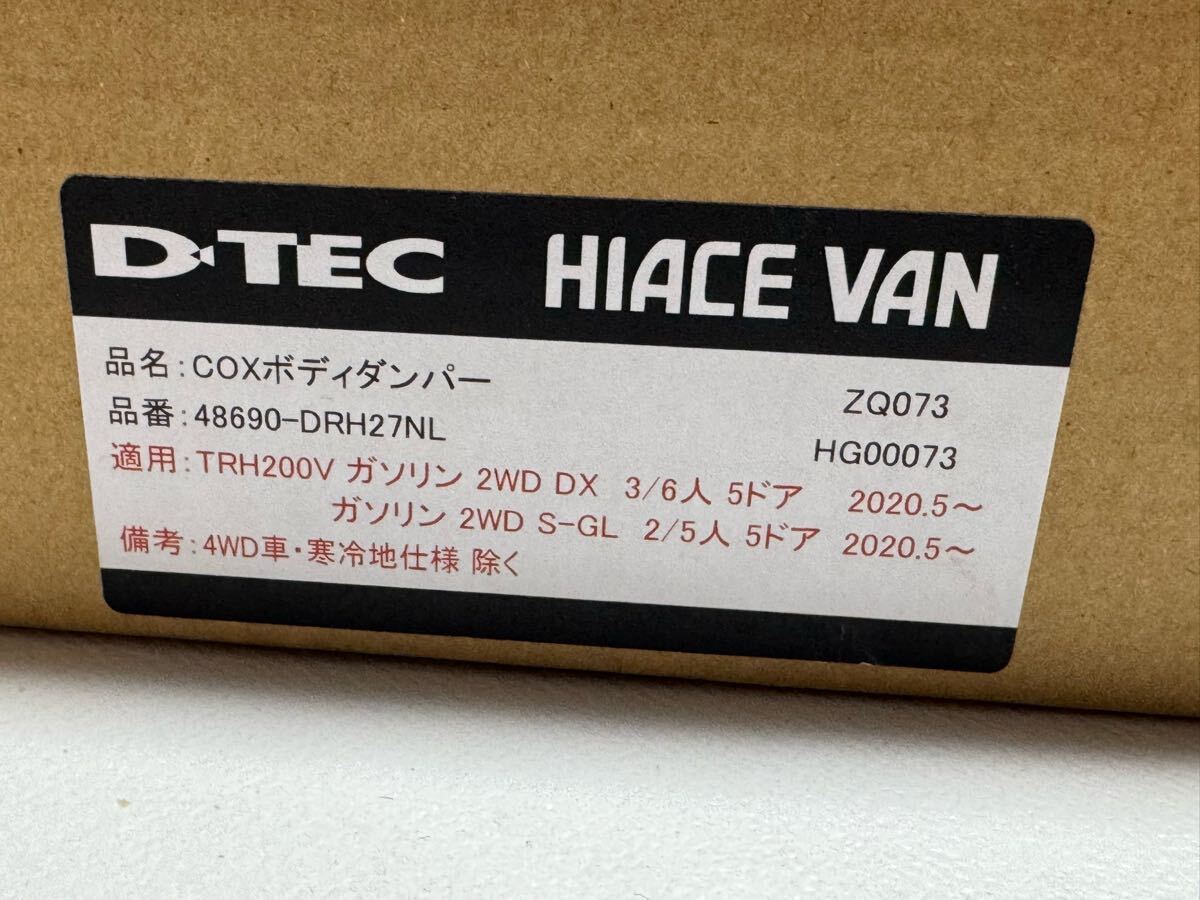 D-TEC HIACE VAN
品名:COXボディダンパー ZQ073
品番:48690-DRH27NL HG00073
適用:TRH200V ガソリン 2WD DX 3/6人 5ドア 2020.5～
ガソリン 2WD S-GL 2/5人 5ドア 2020.5～
備考:4WD車・寒冷地仕様 除く